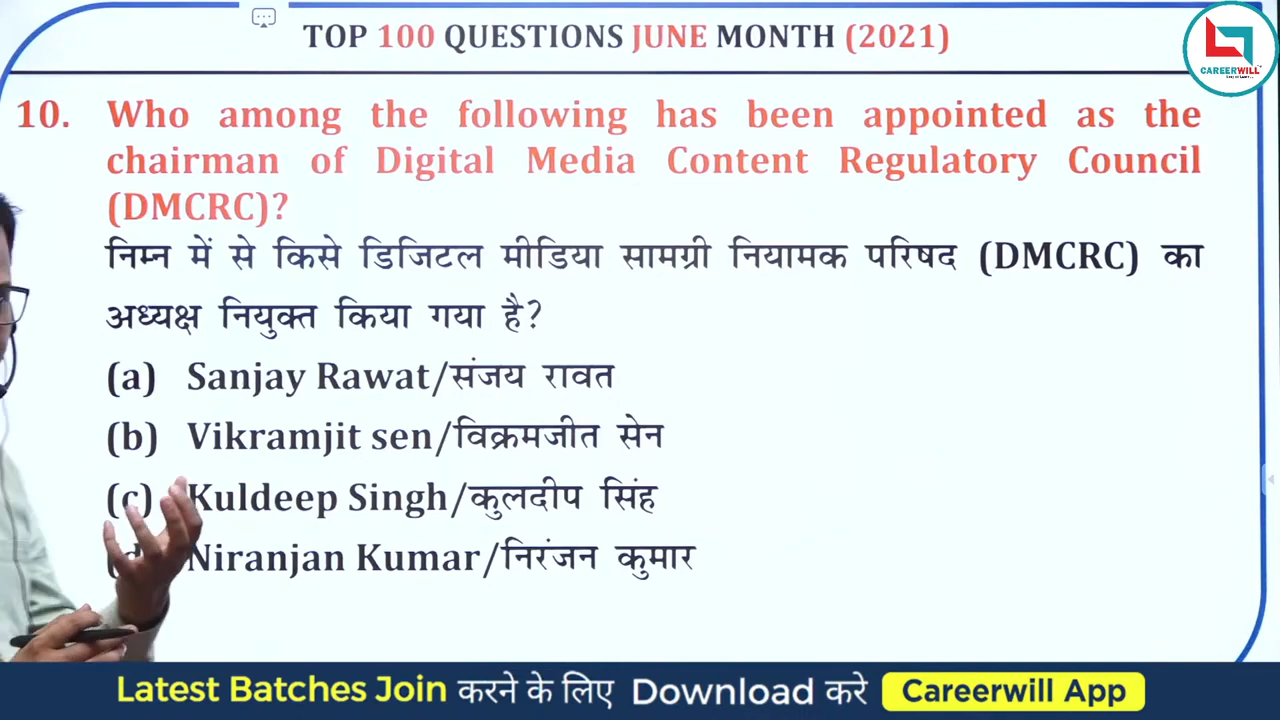 TOP 100 QUESTIONS JUNE MONTH (2021)
CAREERWILL
10. Who among the following has been appointed as the
chairman of Digital Media Content Regulatory Council
(DMCRC)?
निम्न में से किसे डिजिटल मीडिया सामग्री नियामक परिषद (DMCRC) का
अध्यक्ष नियुक्त किया गया है?
(a) Sanjay Rawat/संजय रावत
(b) Vikramjit sen/विक्रमजीत सेन
(c) Kuldeep Singh/कुलदीप सिंह
Niranjan Kumar/निरंजन कुमार
Latest Batches Join करने के लिए Download करे Careerwill App